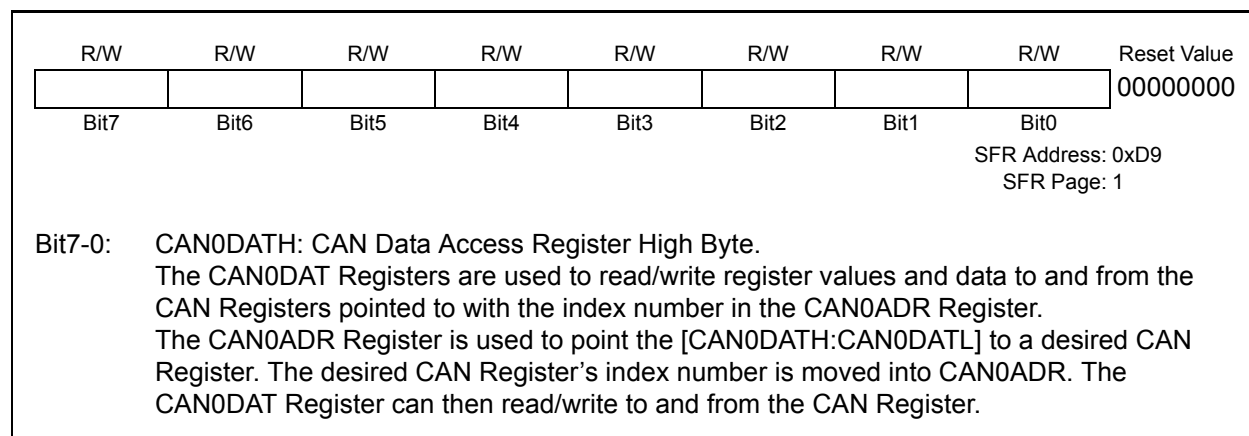 R/W R/W R/W R/W R/W R/W R/W R/W Reset Value
00000000
Bit7 Bit6 Bit5 Bit4 Bit3 Bit2 Bit1 Bit0
SFR Address: 0xD9
SFR Page: 1
Bit7-0: CAN0DATH: CAN Data Access Register High Byte.
The CAN0DAT Registers are used to read/write register values and data to and from the
CAN Registers pointed to with the index number in the CAN0ADR Register.
The CAN0ADR Register is used to point the [CAN0DATH:CAN0DATL] to a desired CAN
Register. The desired CAN Register’s index number is moved into CAN0ADR. The
CAN0DAT Register can then read/write to and from the CAN Register.